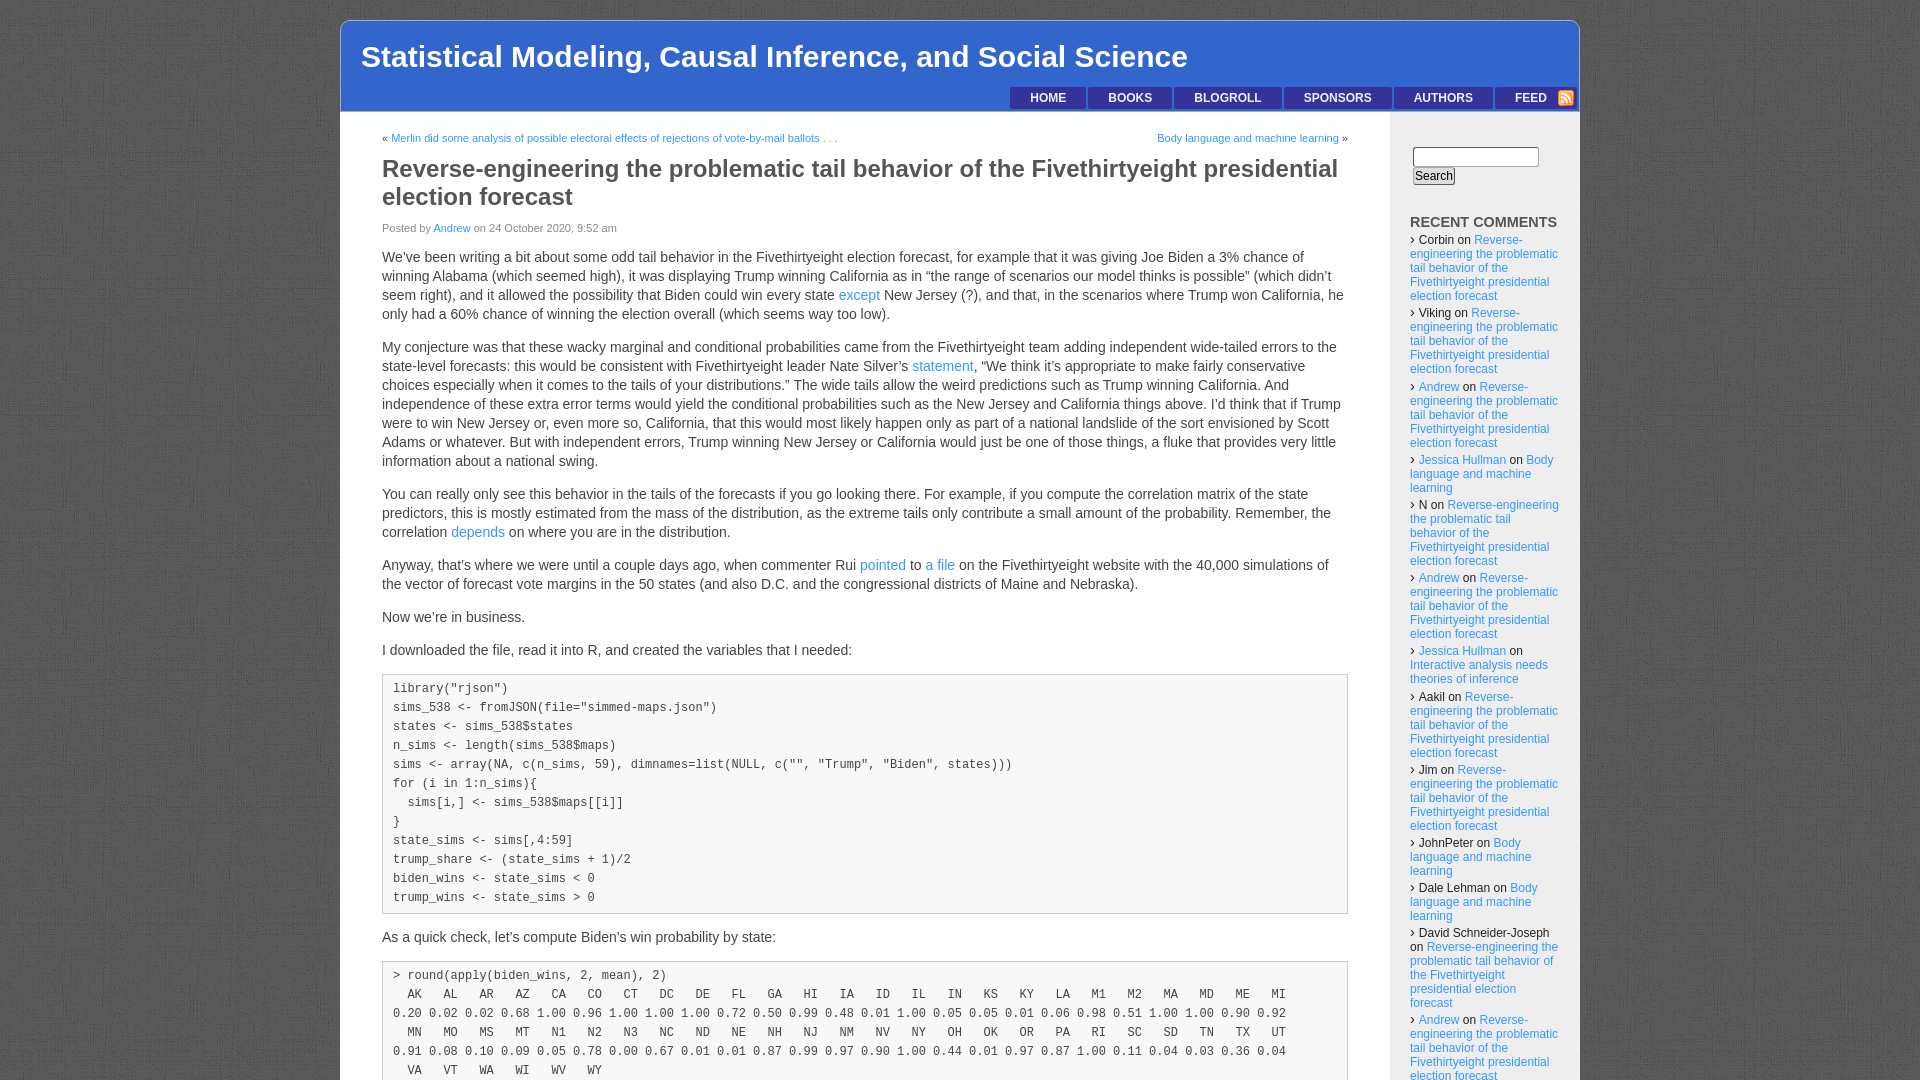 Statistical Modeling, Causal Inference, and Social Science
HOME BOOKS BLOGROLL SPONSORS AUTHORS FEED
« Merlin did some analysis of possible electoral effects of rejections of vote-by-mail ballots . . .
Body language and machine learning »
Reverse-engineering the problematic tail behavior of the Fivethirtyeight presidential
election forecast
Posted by Andrew on 24 October 2020, 9:52 am
We’ve been writing a bit about some odd tail behavior in the Fivethirtyeight election forecast, for example that it was giving Joe Biden a 3% chance of
winning Alabama (which seemed high), it was displaying Trump winning California as in “the range of scenarios our model thinks is possible” (which didn’t
seem right), and it allowed the possibility that Biden could win every state except New Jersey (?), and that, in the scenarios where Trump won California, he
only had a 60% chance of winning the election overall (which seems way too low).
My conjecture was that these wacky marginal and conditional probabilities came from the Fivethirtyeight team adding independent wide-tailed errors to the
state-level forecasts: this would be consistent with Fivethirtyeight leader Nate Silver’s statement, “We think it’s appropriate to make fairly conservative
choices especially when it comes to the tails of your distributions.” The wide tails allow the weird predictions such as Trump winning California. And
independence of these extra error terms would yield the conditional probabilities such as the New Jersey and California things above. I’d think that if Trump
were to win New Jersey or, even more so, California, that this would most likely happen only as part of a national landslide of the sort envisioned by Scott
Adams or whatever. But with independent errors, Trump winning New Jersey or California would just be one of those things, a fluke that provides very little
information about a national swing.
You can really only see this behavior in the tails of the forecasts if you go looking there. For example, if you compute the correlation matrix of the state
predictors, this is mostly estimated from the mass of the distribution, as the extreme tails only contribute a small amount of the probability. Remember, the
correlation depends on where you are in the distribution.
Anyway, that’s where we were until a couple days ago, when commenter Rui pointed to a file on the Fivethirtyeight website with the 40,000 simulations of
the vector of forecast vote margins in the 50 states (and also D.C. and the congressional districts of Maine and Nebraska).
Now we’re in business.
I downloaded the file, read it into R, and created the variables that I needed:
library("rjson")
sims_538 <- fromJSON(file="simmed-maps.json")
states <- sims_538$states
n_sims <- length(sims_538$maps)
sims <- array(NA, c(n_sims, 59), dimnames=list(NULL, c("", "Trump", "Biden", states)))
for (i in 1:n_sims){
  sims[i,] <- sims_538$maps[[i]]
}
state_sims <- sims[,4:59]
trump_share <- (state_sims + 1)/2
biden_wins <- state_sims < 0
trump_wins <- state_sims > 0
As a quick check, let’s compute Biden’s win probability by state:
> round(apply(biden_wins, 2, mean), 2)
  AK   AL   AR   AZ   CA   CO   CT   DC   DE   FL   GA   HI   IA   ID   IL   IN   KS   KY   LA   M1   M2   MA   MD   ME   MI
0.20 0.02 0.02 0.68 1.00 0.96 1.00 1.00 1.00 0.72 0.50 0.99 0.48 0.01 1.00 0.05 0.05 0.01 0.06 0.98 0.51 1.00 1.00 0.90 0.92
  MN   MO   MS   MT   N1   N2   N3   NC   ND   NE   NH   NJ   NM   NV   NY   OH   OK   OR   PA   RI   SC   SD   TN   TX   UT
0.91 0.08 0.10 0.09 0.05 0.78 0.00 0.67 0.01 0.01 0.87 0.99 0.97 0.90 1.00 0.44 0.01 0.97 0.87 1.00 0.11 0.04 0.03 0.36 0.04
  VA   VT   WA   WI   WV   WY
Search
RECENT COMMENTS
› Corbin on Reverse-
engineering the problematic
tail behavior of the
Fivethirtyeight presidential
election forecast
› Viking on Reverse-
engineering the problematic
tail behavior of the
Fivethirtyeight presidential
election forecast
› Andrew on Reverse-
engineering the problematic
tail behavior of the
Fivethirtyeight presidential
election forecast
› Jessica Hullman on Body
language and machine
learning
› N on Reverse-engineering
the problematic tail
behavior of the
Fivethirtyeight presidential
election forecast
› Andrew on Reverse-
engineering the problematic
tail behavior of the
Fivethirtyeight presidential
election forecast
› Jessica Hullman on
Interactive analysis needs
theories of inference
› Aakil on Reverse-
engineering the problematic
tail behavior of the
Fivethirtyeight presidential
election forecast
› Jim on Reverse-
engineering the problematic
tail behavior of the
Fivethirtyeight presidential
election forecast
› JohnPeter on Body
language and machine
learning
› Dale Lehman on Body
language and machine
learning
› David Schneider-Joseph
on Reverse-engineering the
problematic tail behavior of
the Fivethirtyeight
presidential election
forecast
› Andrew on Reverse-
engineering the problematic
tail behavior of the
Fivethirtyeight presidential
election forecast